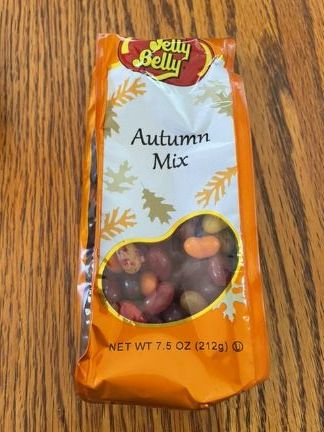 Jelly
Belly
Autumn
Mix
NET WT 7.5 OZ (212g) U